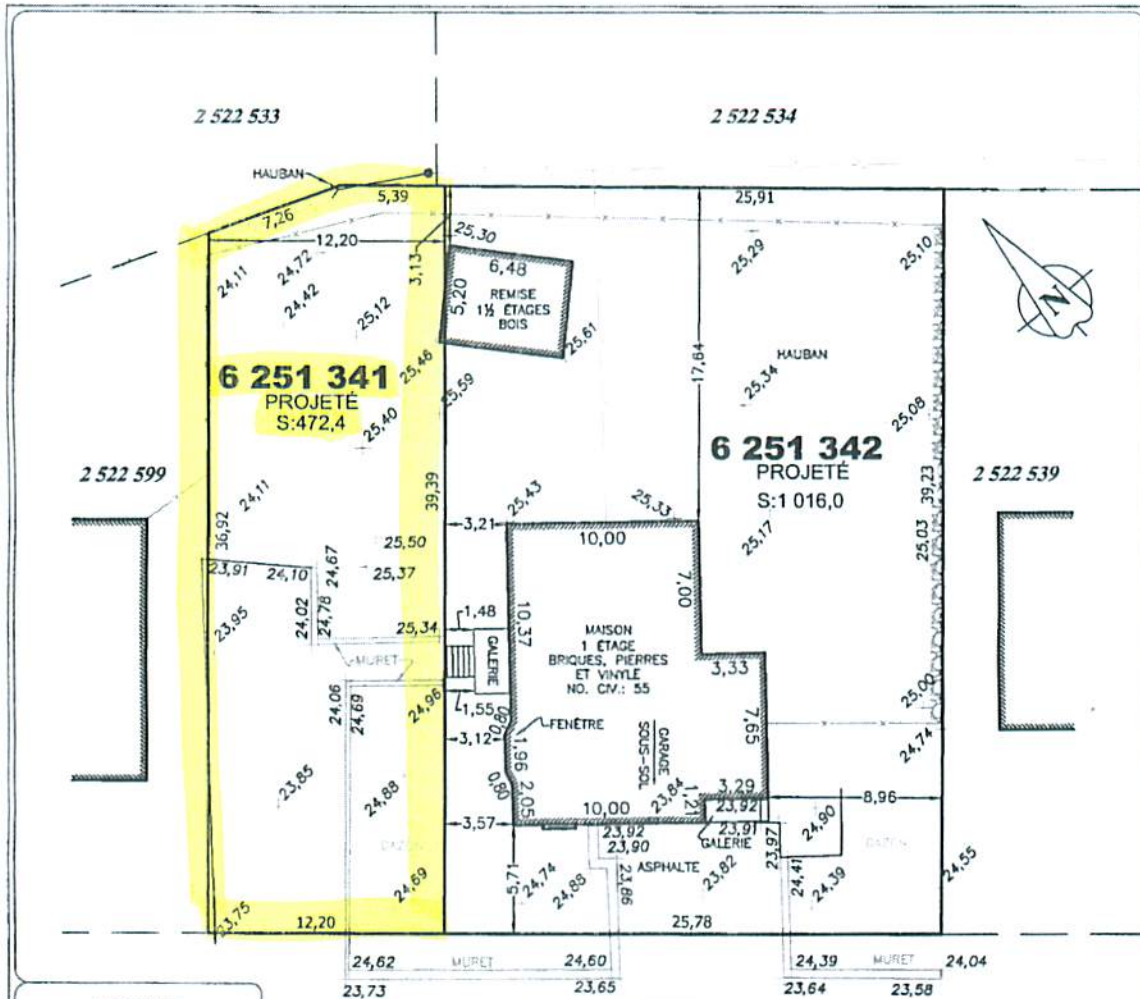 2 522 533
2 522 534
HAUBAN
7,26
5,39
25,91
12,20
25,30
3,13
24,11
24,72
24,42
25,12
6,48
5,20
REMISE
1½ ÉTAGES
BOIS
25,61
25,29
25,10
N
17,64
HAUBAN
25,46
25,59
25,34
6 251 341
PROJETÉ
S:472,4
25,40
25,08
6 251 342
PROJETÉ
S:1 016,0
2 522 599
2 522 539
24,11
36,92
39,39
25,43
25,33
3,21
10,00
25,17
39,23
25,03
25,50
25,37
23,91
24,10
24,67
24,02
24,78
23,95
25,34
1,48
10,37
7,00
MAISON
1 ÉTAGE
BRIQUES, PIERRES
ET VINYLE
NO. CIV.: 55
GALERIE
MURET
3,33
25,00
24,06
24,69
24,96
1,55
0,80
FENÊTRE
7,65
24,74
3,12
1,96
GARAGE
SOUS-SOL
0,80
2,05
23,85
24,88
10,00
23,84
1,21
3,29
23,92
8,96
24,90
3,57
23,92
23,91
GALERIE
23,97
23,90
GAZON
GAZON
ASPHALTE
23,82
24,41
24,39
24,55
5,71
24,74
24,88
23,86
24,69
23,75
12,20
25,78
24,62
MURET
24,60
24,39
MURET
24,04
23,73
23,65
23,64
23,58